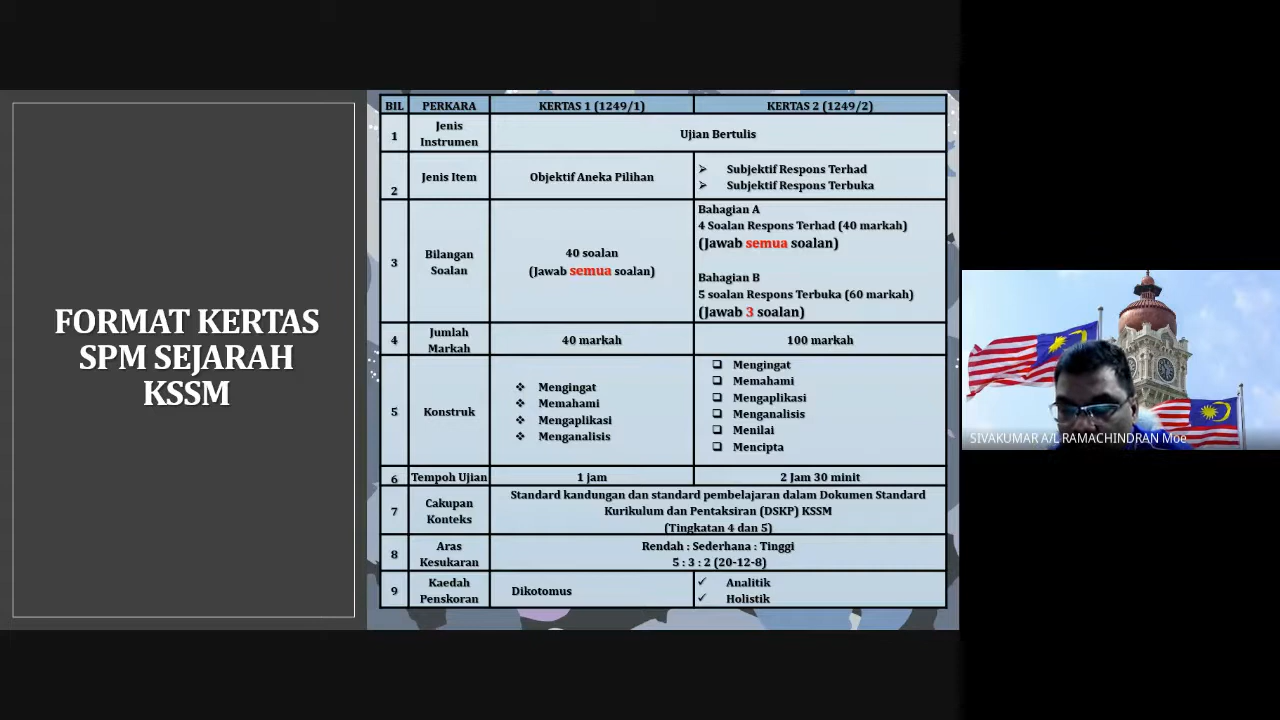 FORMAT KERTAS
SPM SEJARAH
KSSM
BIL PERKARA KERTAS 1 (1249/1) KERTAS 2 (1249/2)
1 Jenis Instrumen Ujian Bertulis
2 Jenis Item Objektif Aneka Pilihan
➢ Subjektif Respons Terhad
➢ Subjektif Respons Terbuka
3 Bilangan Soalan
40 soalan
(Jawab semua soalan)
Bahagian A
4 Soalan Respons Terhad (40 markah)
(Jawab semua soalan)
Bahagian B
5 soalan Respons Terbuka (60 markah)
(Jawab 3 soalan)
4 Jumlah Markah 40 markah 100 markah
5 Konstruk
❖ Mengingat
❖ Memahami
❖ Mengaplikasi
❖ Menganalisis
❑ Mengingat
❑ Memahami
❑ Mengaplikasi
❑ Menganalisis
❑ Menilai
❑ Mencipta
6 Tempoh Ujian 1 jam 2 Jam 30 minit
7 Cakupan Konteks
Standard kandungan dan standard pembelajaran dalam Dokumen Standard
Kurikulum dan Pentaksiran (DSKP) KSSM
(Tingkatan 4 dan 5)
8 Aras Kesukaran
Rendah : Sederhana : Tinggi
5 : 3 : 2 (20-12-8)
9 Kaedah Penskoran Dikotomus
✓ Analitik
✓ Holistik
SIVAKUMAR A/L RAMACHINDRAN Moe